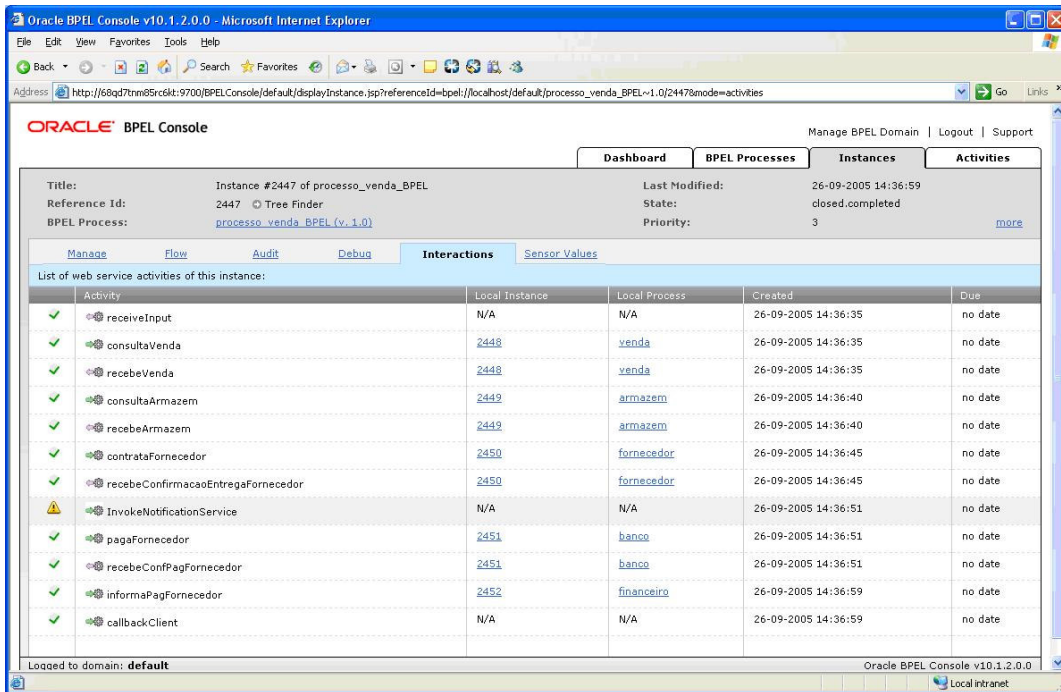 Oracle BPEL Console v10.1.2.0.0 - Microsoft Internet Explorer
File Edit View Favorites Tools Help
Back Search Favorites
Address http://68qd7tnm85rc6kt:9700/BPELConsole/default/displayInstance.jsp?referenceId=bpel://localhost/default/processo_venda_BPEL~1.0/2447&mode=activities Go Links »
ORACLE BPEL Console
Manage BPEL Domain | Logout | Support
Dashboard BPEL Processes Instances Activities
Title: Instance #2447 of processo_venda_BPEL Last Modified: 26-09-2005 14:36:59
Reference Id: 2447 Tree Finder State: closed.completed
BPEL Process: processo_venda_BPEL (v. 1.0) Priority: 3 more
Manage Flow Audit Debug Interactions Sensor Values
List of web service activities of this instance:
Activity Local Instance Local Process Created Due
receiveInput N/A N/A 26-09-2005 14:36:35 no date
consultaVenda 2448 venda 26-09-2005 14:36:35 no date
recebeVenda 2448 venda 26-09-2005 14:36:35 no date
consultaArmazem 2449 armazem 26-09-2005 14:36:40 no date
recebeArmazem 2449 armazem 26-09-2005 14:36:40 no date
contrataFornecedor 2450 fornecedor 26-09-2005 14:36:45 no date
recebeConfirmacaoEntregaFornecedor 2450 fornecedor 26-09-2005 14:36:45 no date
InvokeNotificationService N/A N/A 26-09-2005 14:36:51 no date
pagaFornecedor 2451 banco 26-09-2005 14:36:51 no date
recebeConfPagFornecedor 2451 banco 26-09-2005 14:36:51 no date
informaPagFornecedor 2452 financeiro 26-09-2005 14:36:59 no date
callbackClient N/A N/A 26-09-2005 14:36:59 no date
Logged to domain: default Oracle BPEL Console v10.1.2.0.0
Local intranet